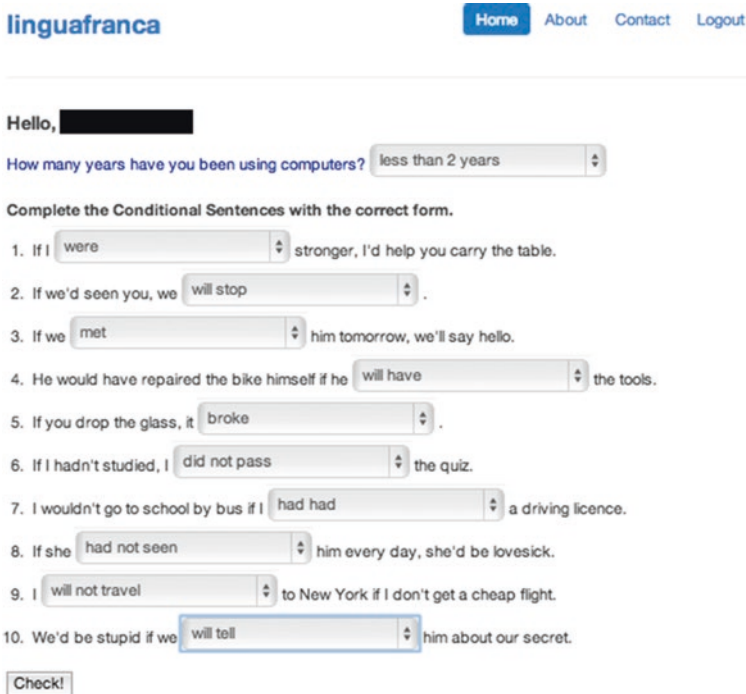 linguafranca Home About Contact Logout
Hello,
How many years have you been using computers? less than 2 years
Complete the Conditional Sentences with the correct form.
1. If I were stronger, I'd help you carry the table.
2. If we'd seen you, we will stop .
3. If we met him tomorrow, we'll say hello.
4. He would have repaired the bike himself if he will have the tools.
5. If you drop the glass, it broke .
6. If I hadn't studied, I did not pass the quiz.
7. I wouldn't go to school by bus if I had had a driving licence.
8. If she had not seen him every day, she'd be lovesick.
9. I will not travel to New York if I don't get a cheap flight.
10. We'd be stupid if we will tell him about our secret.
Check!